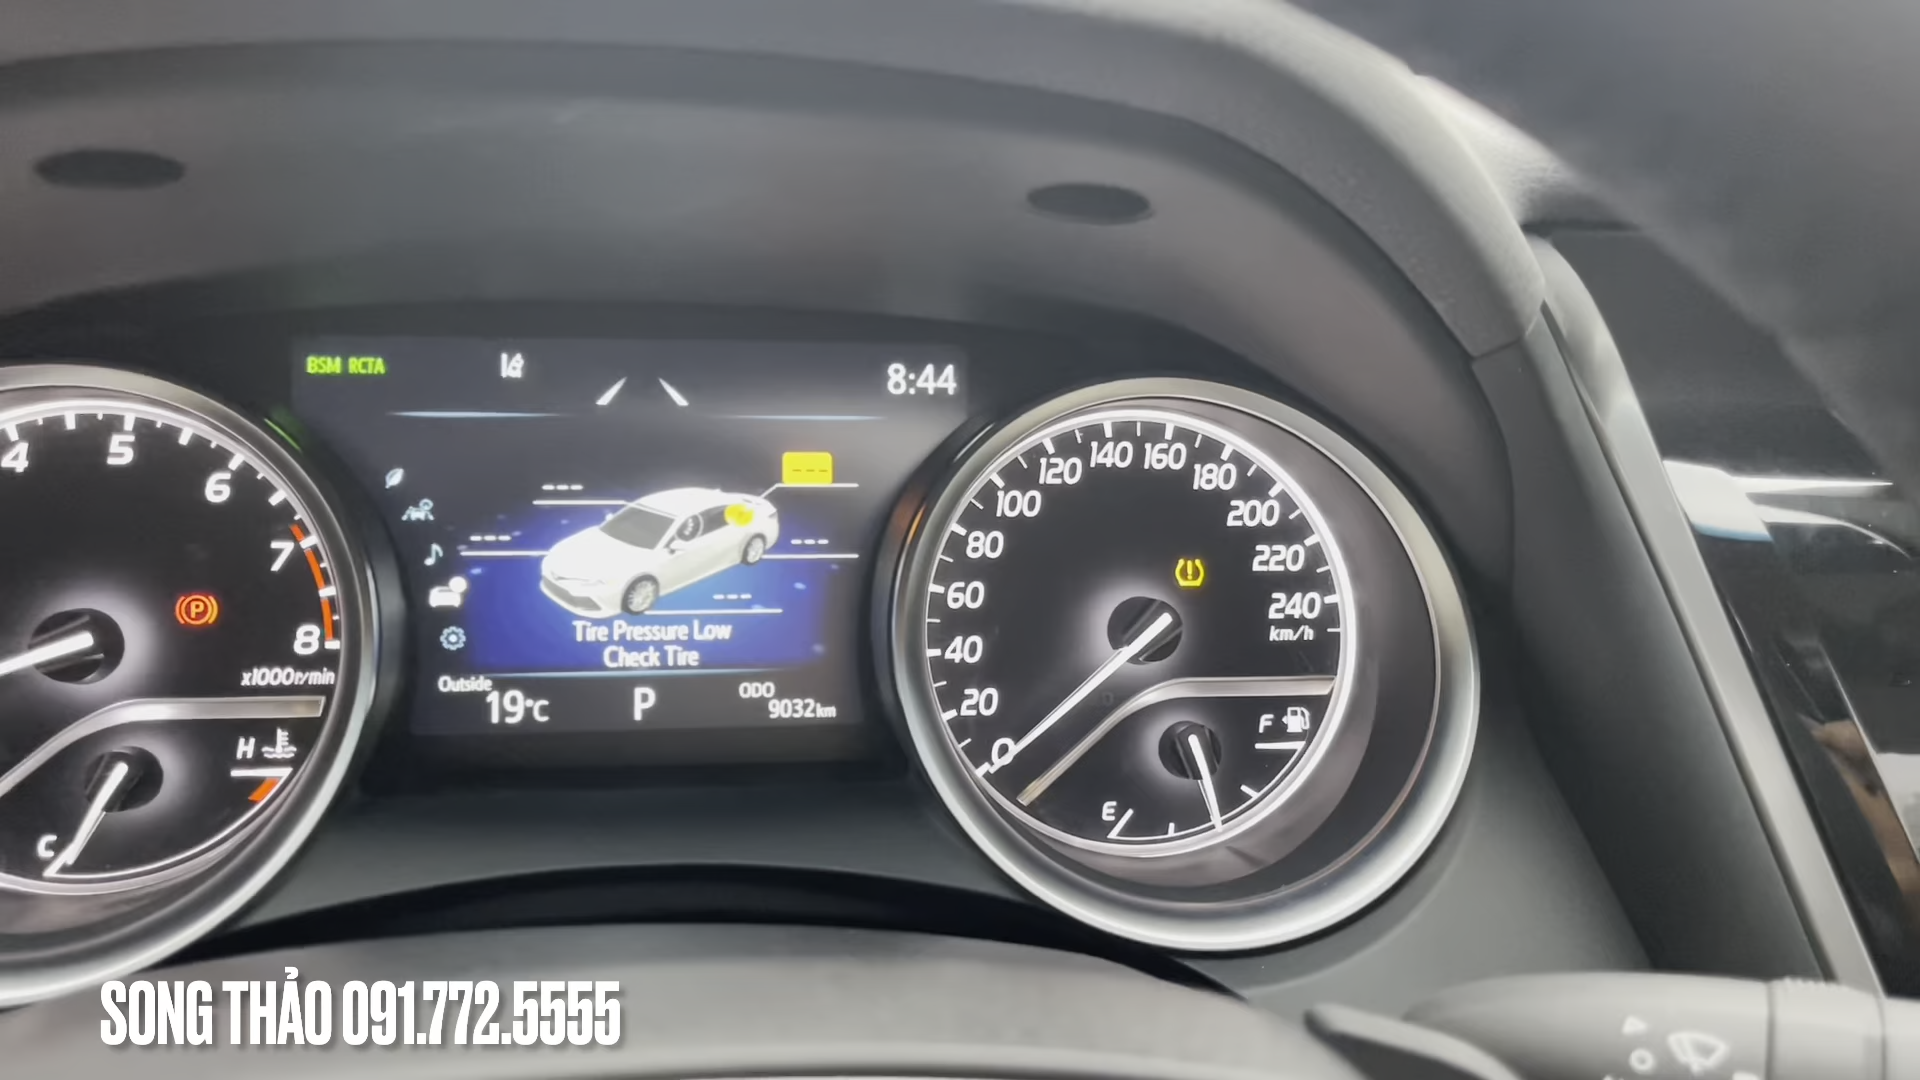 BSM RCTA
8:44
4
5
6
7
8
x1000r/min
P
H
C
---
---
---
---
---
Tire Pressure Low
Check Tire
Outside
19°C
P
ODO
9032km
0
20
40
60
80
100
120
140
160
180
200
220
240
km/h
F
E
SONG THẢO 091.772.5555